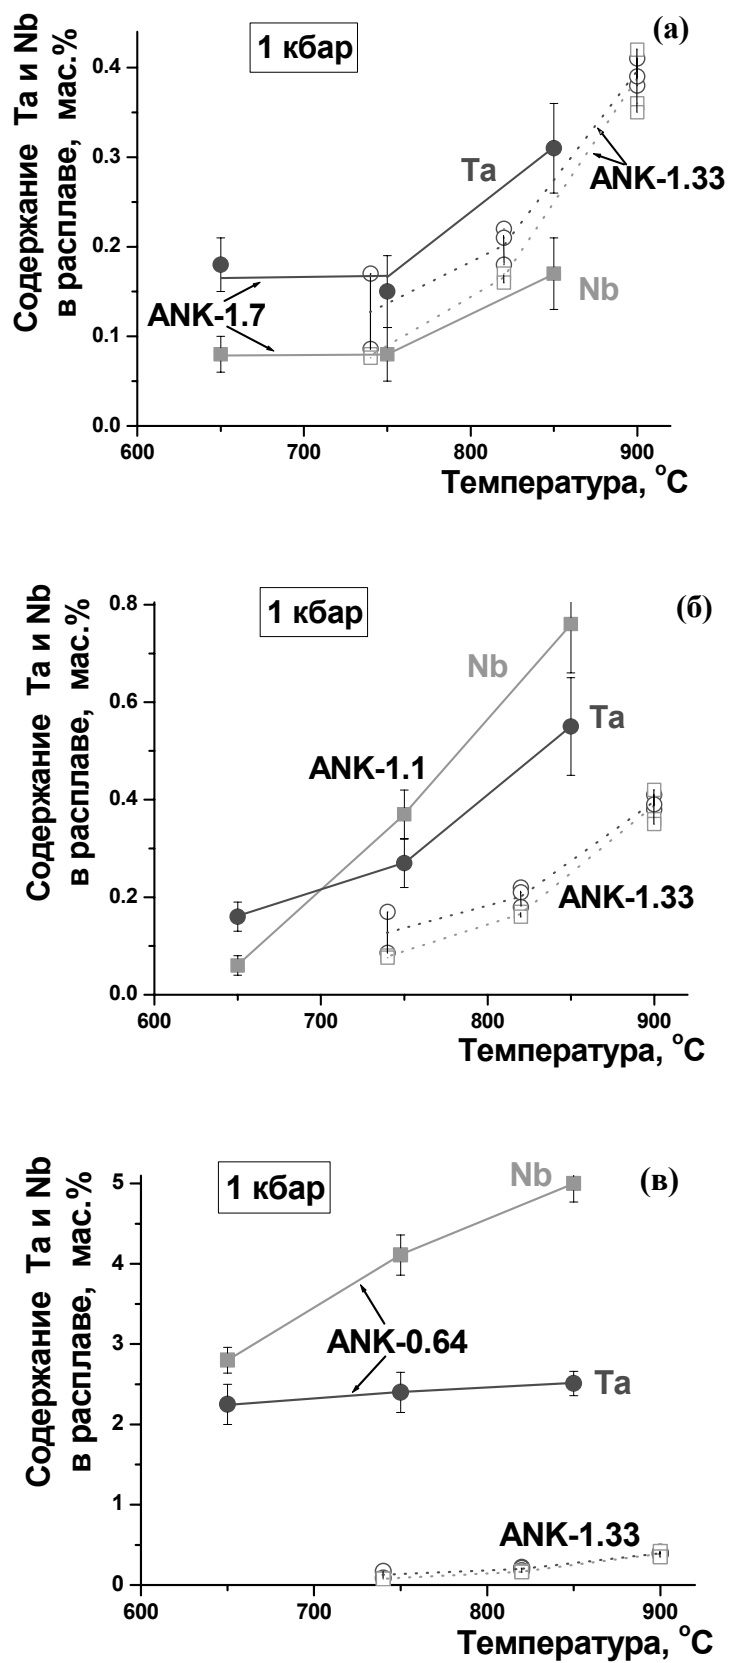 1 кбар
(а)
Содержание Ta и Nb
в расплаве, мас.%
0.4
0.3
0.2
0.1
0.0
Ta
ANK-1.33
ANK-1.7
Nb
600
700
800
900
Температура, °C
1 кбар
(б)
Содержание Ta и Nb
в расплаве, мас.%
0.8
0.6
0.4
0.2
0.0
Nb
Ta
ANK-1.1
ANK-1.33
600
700
800
900
Температура, °C
1 кбар
(в)
Содержание Ta и Nb
в расплаве, мас.%
5
4
3
2
1
0
Nb
ANK-0.64
Ta
ANK-1.33
600
700
800
900
Температура, °C